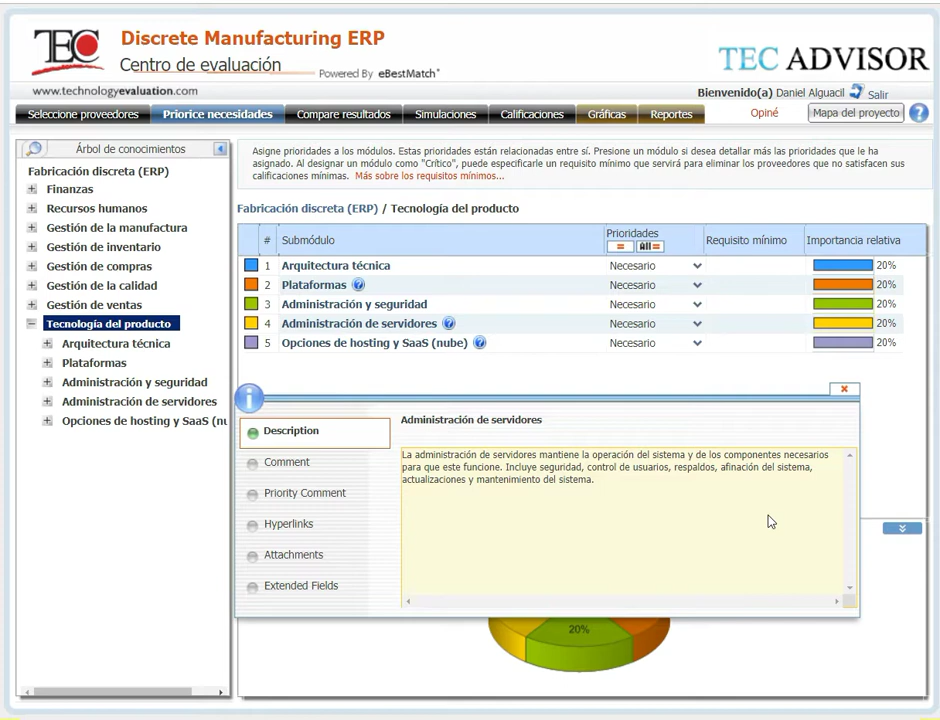 TEC
Discrete Manufacturing ERP
Centro de evaluación
Powered By eBestMatch
TEC ADVISOR
www.technologyevaluation.com
Bienvenido(a) Daniel Alguacil Salir
Seleccione proveedores Priorice necesidades Compare resultados Simulaciones Calificaciones Gráficas Reportes Opiné Mapa del proyecto ?
Árbol de conocimientos
Fabricación discreta (ERP)
Finanzas
Recursos humanos
Gestión de la manufactura
Gestión de inventario
Gestión de compras
Gestión de la calidad
Gestión de ventas
Tecnología del producto
Arquitectura técnica
Plataformas
Administración y seguridad
Administración de servidores
Opciones de hosting y SaaS (nu
Asigne prioridades a los módulos. Estas prioridades están relacionadas entre sí. Presione un módulo si desea detallar más las prioridades que le ha
asignado. Al designar un módulo como "Crítico", puede especificarle un requisito mínimo que servirá para eliminar los proveedores que no satisfacen sus
calificaciones mínimas. Más sobre los requisitos mínimos...
Fabricación discreta (ERP) / Tecnología del producto
# Submódulo Prioridades Requisito mínimo Importancia relativa
= All=
1 Arquitectura técnica Necesario 20%
2 Plataformas ? Necesario 20%
3 Administración y seguridad Necesario 20%
4 Administración de servidores ? Necesario 20%
5 Opciones de hosting y SaaS (nube) ? Necesario 20%
i
x
Description
Comment
Priority Comment
Hyperlinks
Attachments
Extended Fields
Administración de servidores
La administración de servidores mantiene la operación del sistema y de los componentes necesarios
para que este funcione. Incluye seguridad, control de usuarios, respaldos, afinación del sistema,
actualizaciones y mantenimiento del sistema.
20%